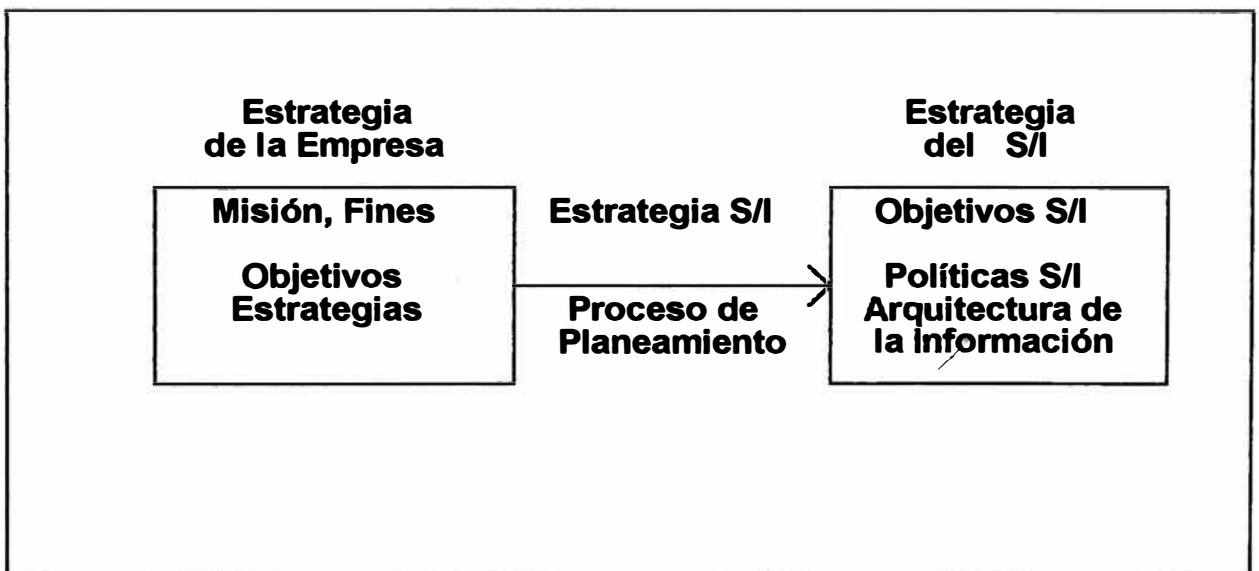 Estrategia
de la Empresa
Misión, Fines
Objetivos
Estrategias
Estrategia S/I
Proceso de
Planeamiento
Estrategia
del S/I
Objetivos S/I
Políticas S/I
Arquitectura de
la Información